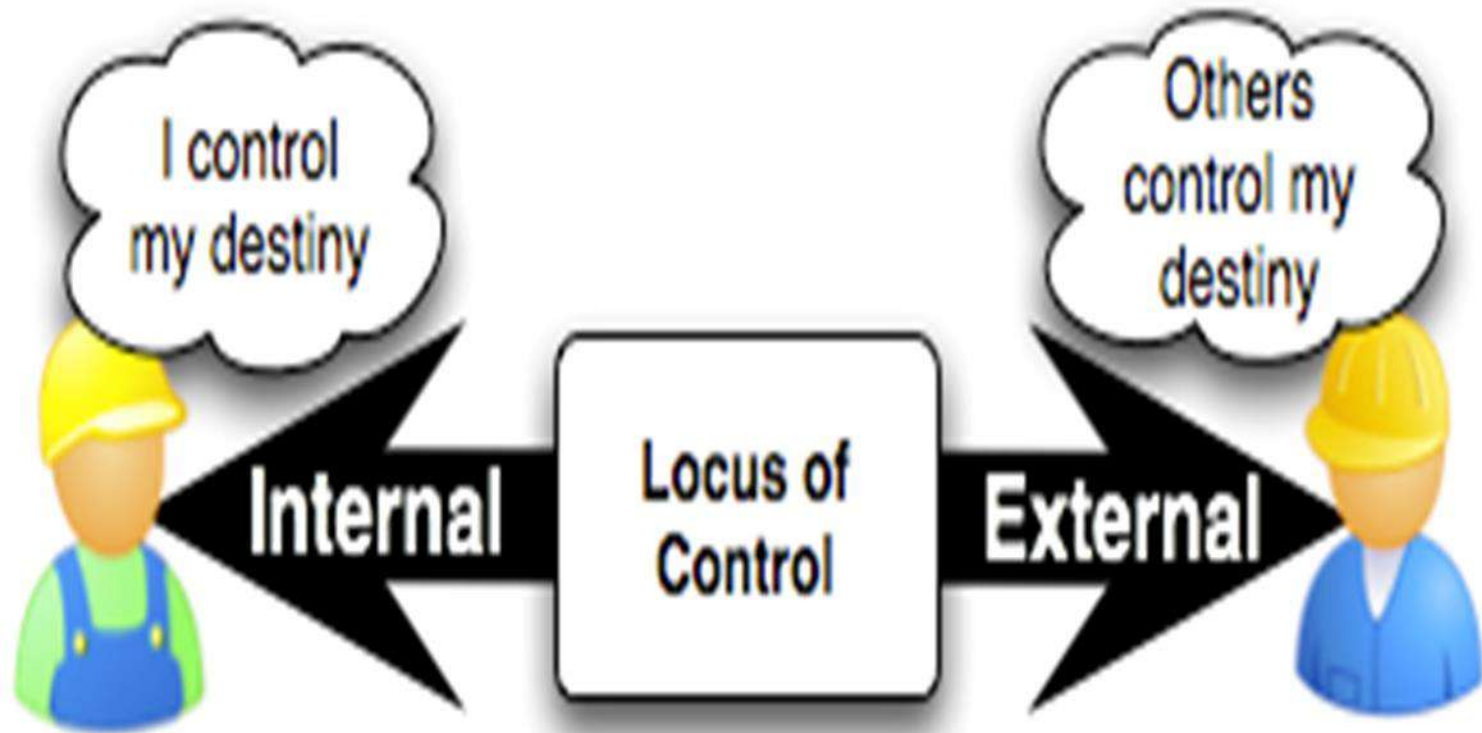 I control
my destiny
Others
control my
destiny
Internal
Locus of
Control
External